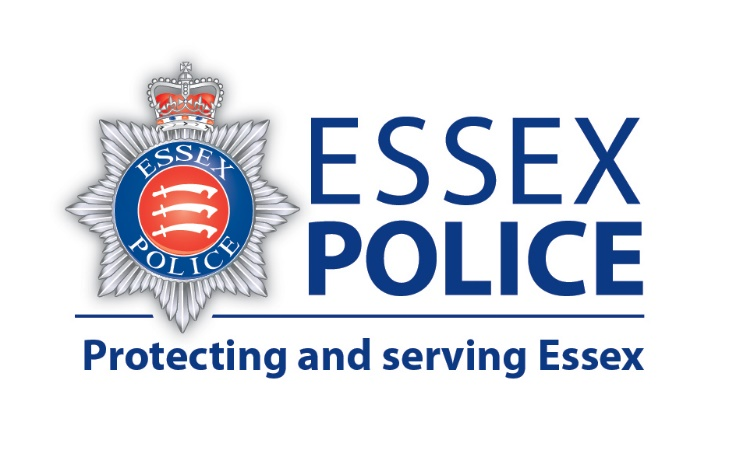 ESSEX
POLICE
ESSEX
POLICE
Protecting and serving Essex